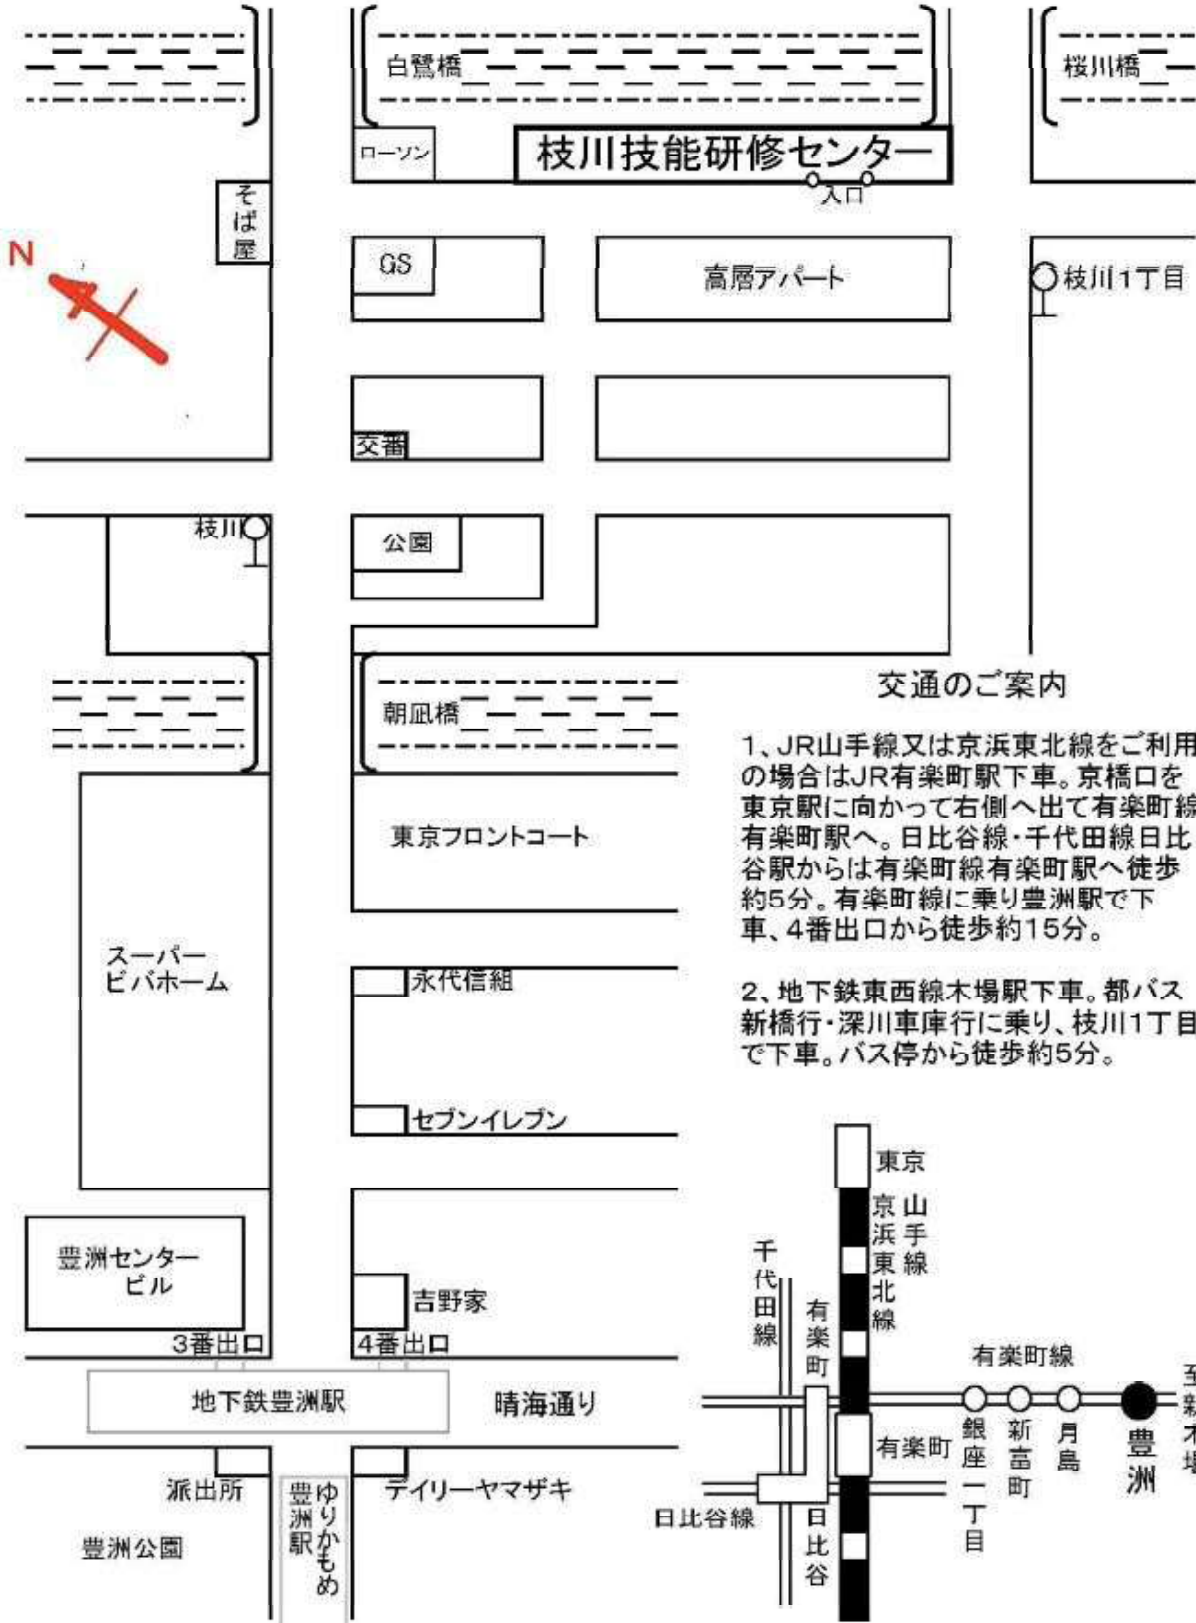 白鷺橋
桜川橋
ローソン
枝川技能研修センター
入口
そば屋
N
GS
高層アパート
枝川1丁目
交番
枝川
公園
朝凪橋
交通のご案内
1、JR山手線又は京浜東北線をご利用
の場合はJR有楽町駅下車。京橋口を
東京駅に向かって右側へ出て有楽町線
有楽町駅へ。日比谷線・千代田線日比
谷駅からは有楽町線有楽町駅へ徒歩
約5分。有楽町線に乗り豊洲駅で下
車、4番出口から徒歩約15分。
2、地下鉄東西線木場駅下車。都バス
新橋行・深川車庫行に乗り、枝川1丁目
で下車。バス停から徒歩約5分。
東京フロントコート
スーパー
ビバホーム
永代信組
セブンイレブン
豊洲センター
ビル
吉野家
3番出口
4番出口
地下鉄豊洲駅
晴海通り
派出所
デイリーヤマザキ
豊洲公園
ゆりかもめ
豊洲駅
東京
山手線
京浜東北線
千代田線
有楽町
有楽町線
有楽町
銀座一丁目
新富町
月島
豊洲
至新木場
日比谷線
日比谷